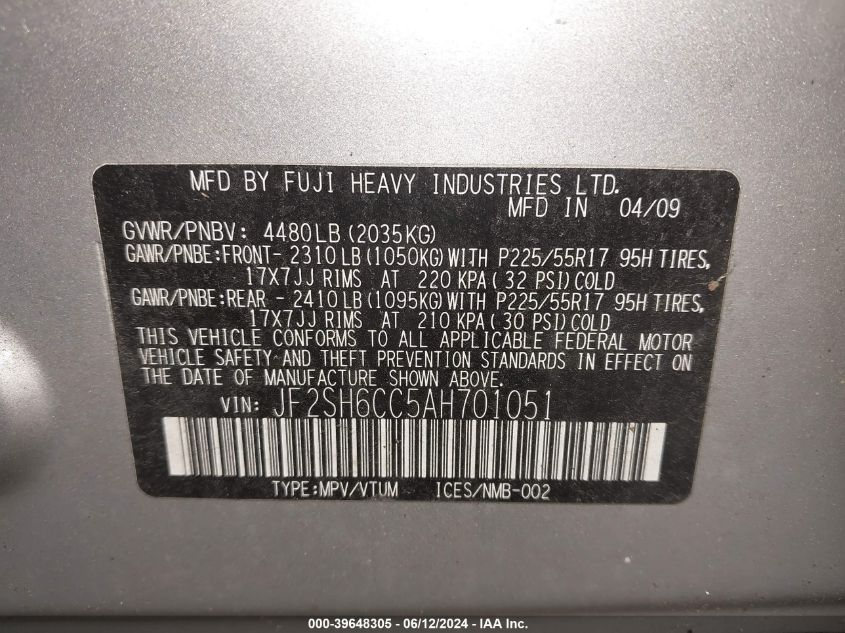 MFD BY FUJI HEAVY INDUSTRIES LTD.
MFD IN 04/09
GVWR/PNBV: 4480LB (2035KG)
GAWR/PNBE:FRONT- 2310LB (1050KG) WITH P225/55R17 95H TIRES,
17X7JJ RIMS AT 220 KPA ( 32 PSI) COLD
GAWR/PNBE:REAR - 2410LB (1095KG) WITH P225/55R17 95H TIRES,
17X7JJ RIMS AT 210 KPA ( 30 PSI) COLD
THIS VEHICLE CONFORMS TO ALL APPLICABLE FEDERAL MOTOR
VEHICLE SAFETY AND THEFT PREVENTION STANDARDS IN EFFECT ON
THE DATE OF MANUFACTURE SHOWN ABOVE.
VIN: JF2SH6CC5AH701051
TYPE:MPV/VTUM ICES/NMB-002
000-39648305 - 06/12/2024 - IAA Inc.